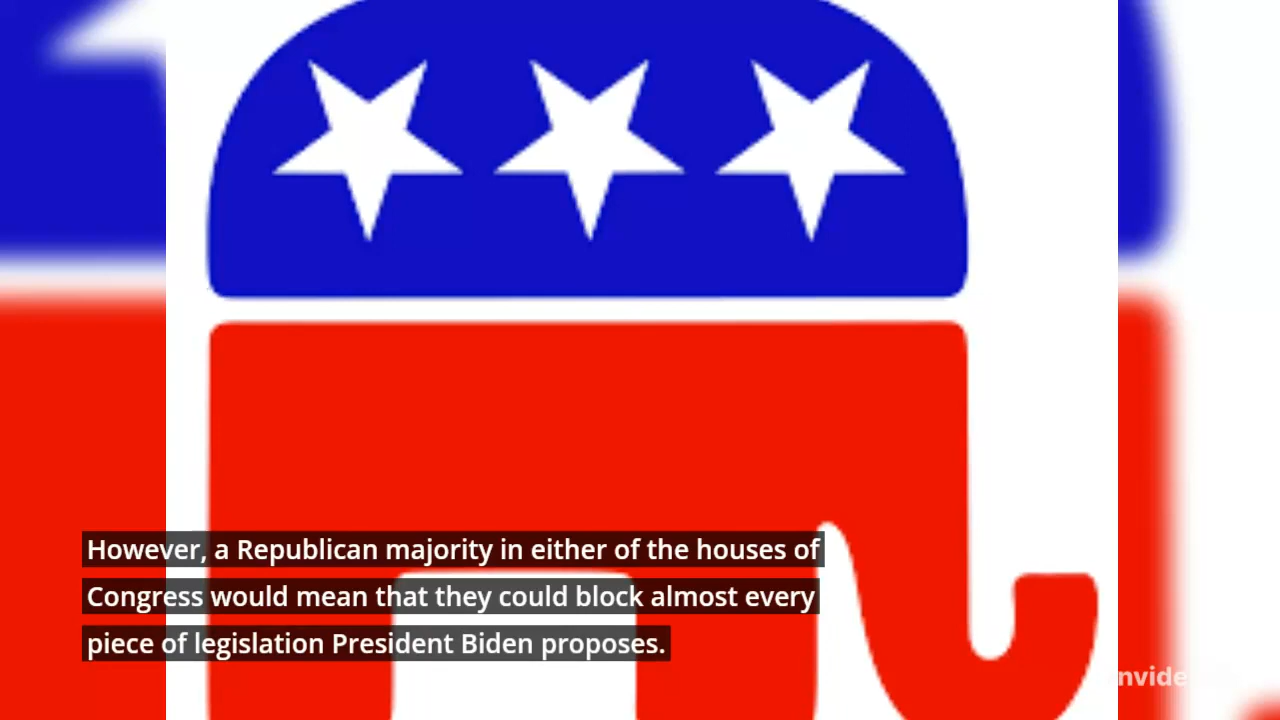 However, a Republican majority in either of the houses of
Congress would mean that they could block almost every
piece of legislation President Biden proposes.